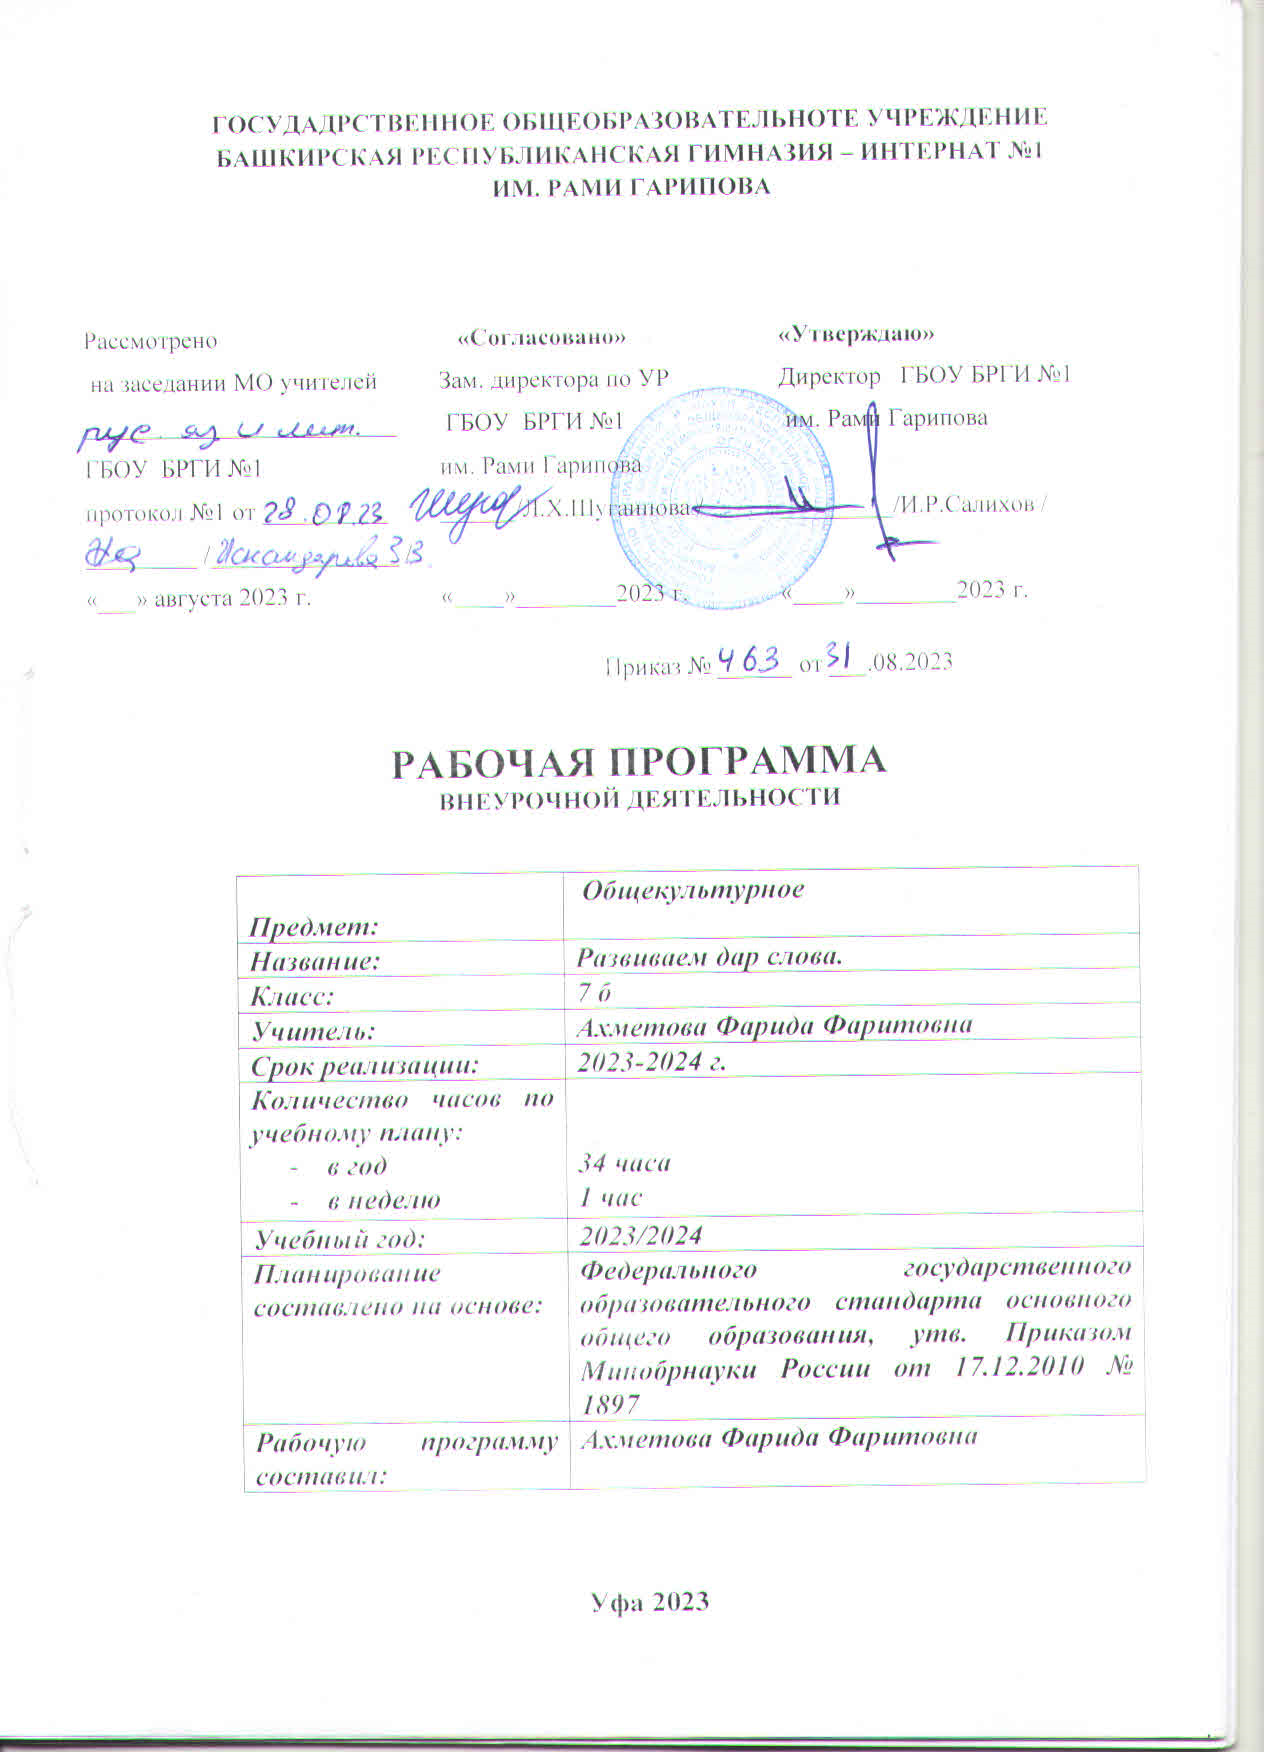 ГОСУДАДРСТВЕННОЕ ОБЩЕОБРАЗОВАТЕЛЬНОТЕ УЧРЕЖДЕНИЕ
БАШКИРСКАЯ РЕСПУБЛИКАНСКАЯ ГИМНАЗИЯ – ИНТЕРНАТ №1
ИМ. РАМИ ГАРИПОВА
Рассмотрено «Согласовано» «Утверждаю»
на заседании МО учителей Зам. директора по УР Директор ГБОУ БРГИ №1
рус. яз и лит. ГБОУ БРГИ №1 им. Рами Гарипова
ГБОУ БРГИ №1 им. Рами Гарипова
протокол №1 от 28.08.23 Л.Х.Шугаипова/ /И.Р.Салихов /
/ Искандарова З.В.
«___» августа 2023 г. «____»________2023 г. «____»________2023 г.
Приказ № 463 от 31.08.2023
РАБОЧАЯ ПРОГРАММА
ВНЕУРОЧНОЙ ДЕЯТЕЛЬНОСТИ
Предмет: Общекультурное
Название: Развиваем дар слова.
Класс: 7 б
Учитель: Ахметова Фарида Фаритовна
Срок реализации: 2023-2024 г.
Количество часов по
учебному плану:
- в год 34 часа
- в неделю 1 час
Учебный год: 2023/2024
Планирование Федерального государственного
составлено на основе: образовательного стандарта основного
общего образования, утв. Приказом
Минобрнауки России от 17.12.2010 №
1897
Рабочую программу Ахметова Фарида Фаритовна
составил:
Уфа 2023